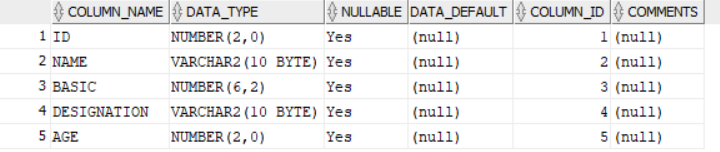 COLUMN_NAME DATA_TYPE NULLABLE DATA_DEFAULT COLUMN_ID COMMENTS
1 ID NUMBER(2,0) Yes (null) 1 (null)
2 NAME VARCHAR2(10 BYTE) Yes (null) 2 (null)
3 BASIC NUMBER(6,2) Yes (null) 3 (null)
4 DESIGNATION VARCHAR2(10 BYTE) Yes (null) 4 (null)
5 AGE NUMBER(2,0) Yes (null) 5 (null)